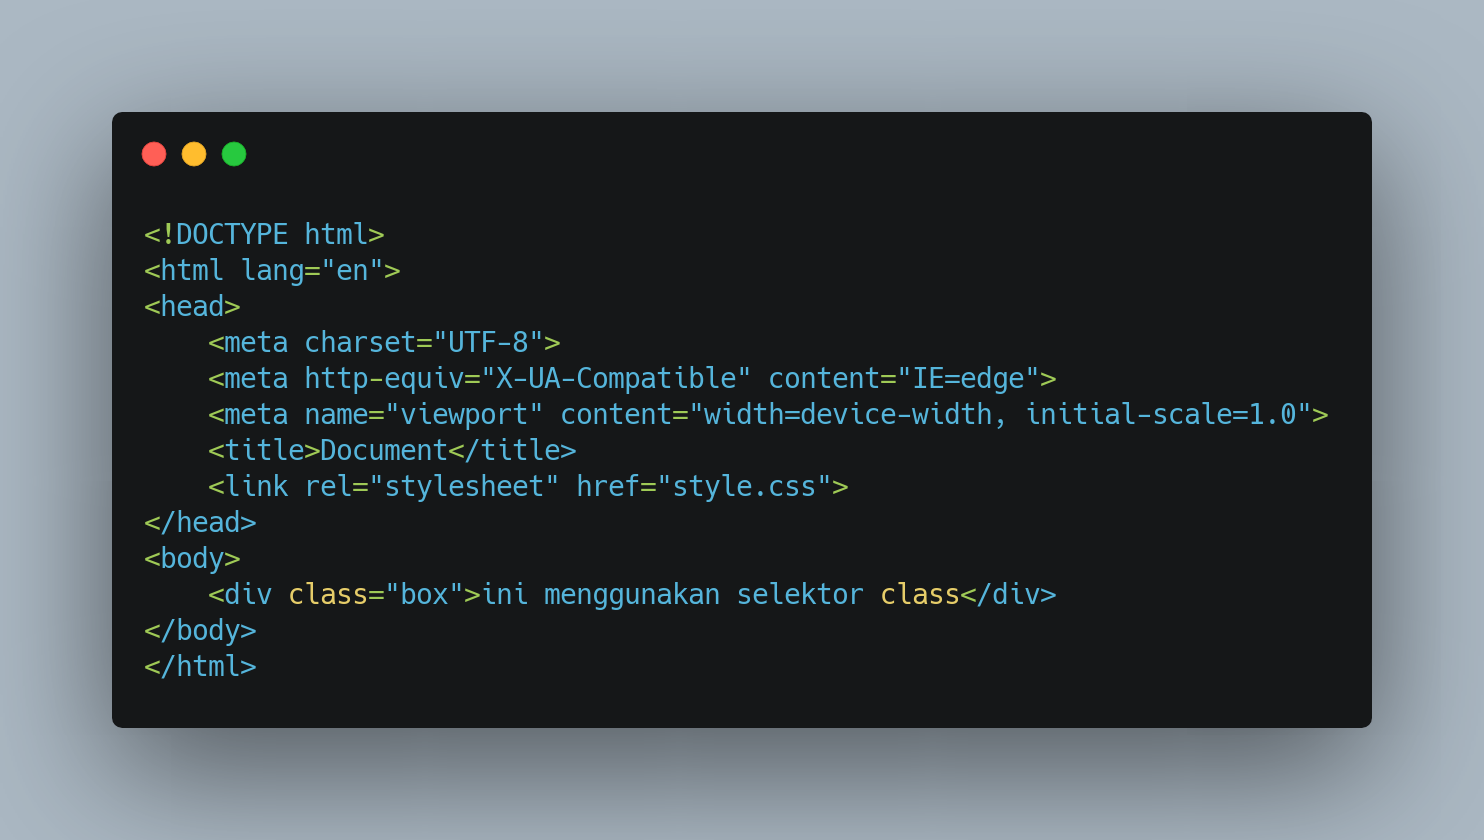 <!DOCTYPE html>
<html lang="en">
<head>
    <meta charset="UTF-8">
    <meta http-equiv="X-UA-Compatible" content="IE=edge">
    <meta name="viewport" content="width=device-width, initial-scale=1.0">
    <title>Document</title>
    <link rel="stylesheet" href="style.css">
</head>
<body>
    <div class="box">ini menggunakan selektor class</div>
</body>
</html>